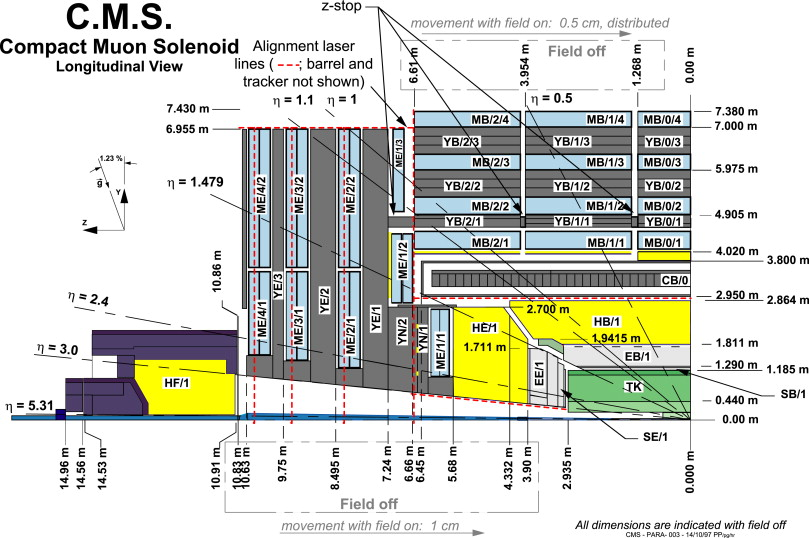 C.M.S.
Compact Muon Solenoid
Longitudinal View
z-stop
movement with field on: 0.5 cm, distributed
Field off
Alignment laser
lines ( ---; barrel and
tracker not shown)
6.61 m
3.954 m
1.268 m
0.00 m
η = 1.1
η = 1
η = 0.5
7.430 m
6.955 m
7.380 m
7.000 m
5.975 m
4.905 m
4.020 m
3.800 m
2.950 m
2.864 m
1.811 m
1.290 m
1.185 m
0.440 m
0.00 m
MB/2/4
MB/1/4
MB/0/4
YB/2/3
YB/1/3
YB/0/3
MB/2/3
MB/1/3
MB/0/3
YB/2/2
YB/1/2
YB/0/2
MB/2/2
MB/1/2
MB/0/2
YB/2/1
YB/1/1
YB/0/1
MB/2/1
MB/1/1
MB/0/1
CB/0
1.23 %
g
Y
Z
η = 1.479
η = 2.4
η = 3.0
η = 5.31
10.86 m
ME/4/2
ME/3/2
ME/2/2
ME/1/3
ME/1/2
YE/3
YE/2
YE/1
ME/4/1
ME/3/1
ME/2/1
YN/2
YN/1
ME/1/1
HE/1
1.711 m
2.700 m
HB/1
1.9415 m
EB/1
EE/1
TK
SB/1
SE/1
HF/1
14.96 m
14.56 m
14.53 m
10.91 m
10.83 m
10.63 m
9.75 m
8.495 m
7.24 m
6.66 m
6.45 m
5.68 m
4.332 m
3.90 m
2.935 m
0.000 m
Field off
movement with field on: 1 cm
All dimensions are indicated with field off
CMS - PARA- 003 - 14/10/97 PP/pg/hr